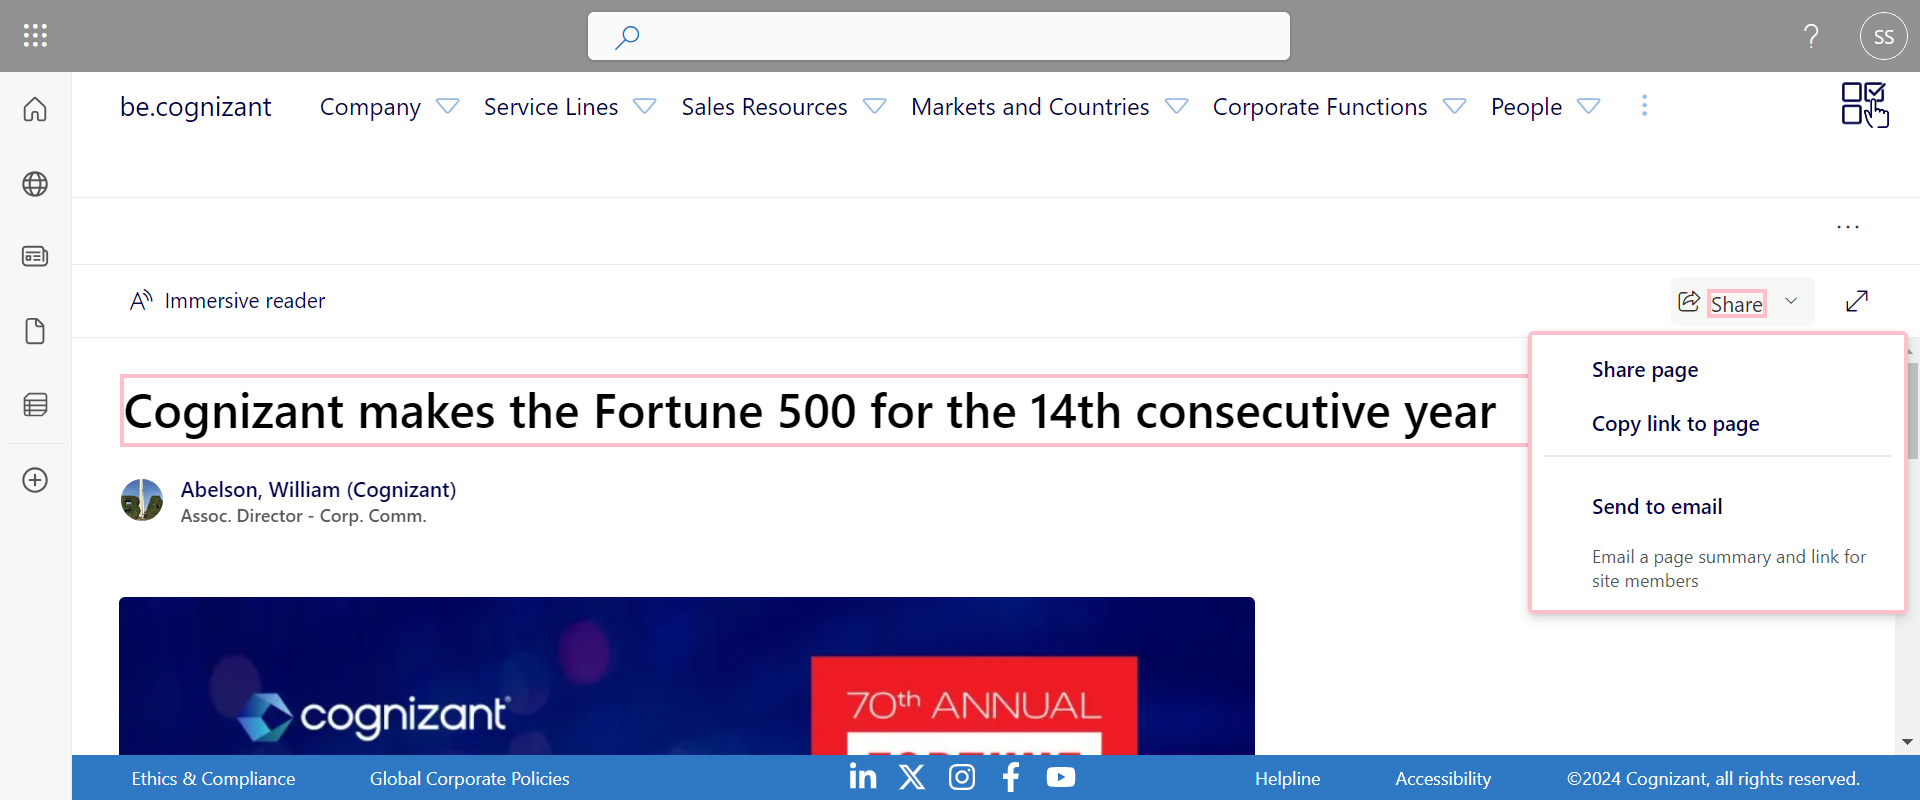 SS
be.cognizant Company Service Lines Sales Resources Markets and Countries Corporate Functions People
Immersive reader
Share
Share page
Copy link to page
Send to email
Email a page summary and link for
site members
Cognizant makes the Fortune 500 for the 14th consecutive year
Abelson, William (Cognizant)
Assoc. Director - Corp. Comm.
cognizant
70th ANNUAL
Ethics & Compliance Global Corporate Policies Helpline Accessibility ©2024 Cognizant, all rights reserved.